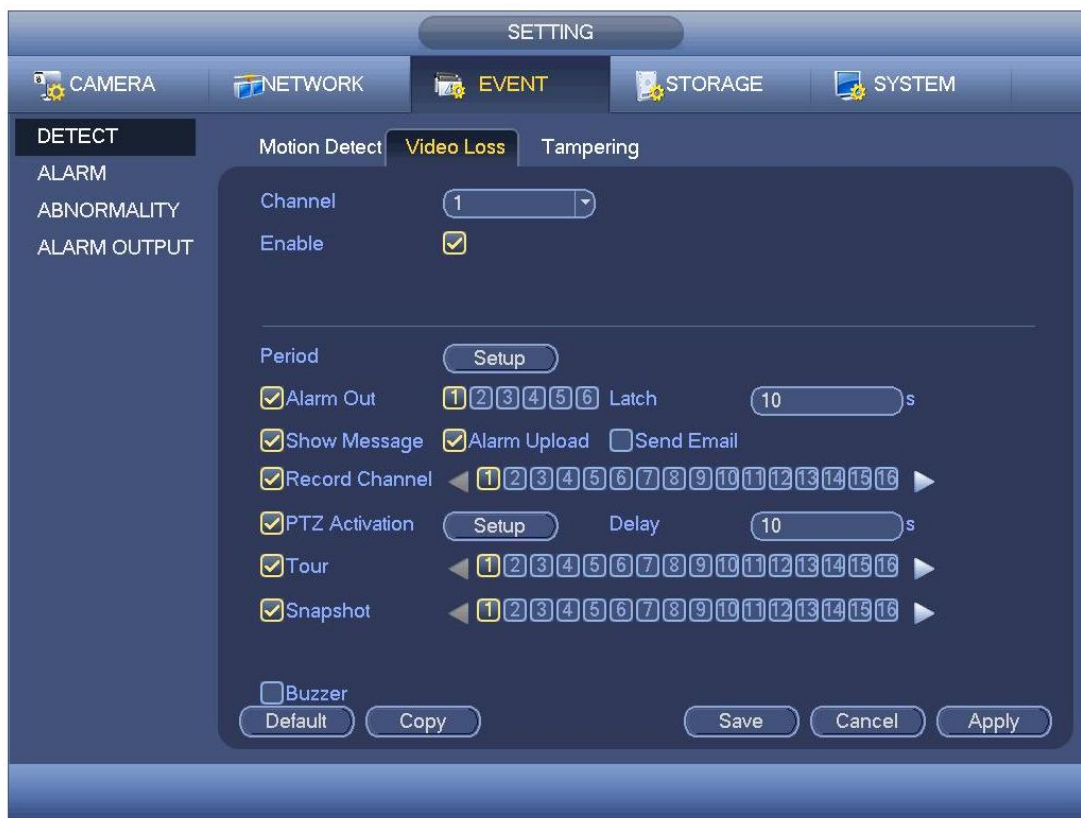 SETTING
CAMERA NETWORK EVENT STORAGE SYSTEM
DETECT
ALARM
ABNORMALITY
ALARM OUTPUT
Motion Detect Video Loss Tampering
Channel 1
Enable
Period Setup
Alarm Out 1 2 3 4 5 6 Latch 10 s
Show Message Alarm Upload Send Email
Record Channel 1 2 3 4 5 6 7 8 9 10 11 12 13 14 15 16
PTZ Activation Setup Delay 10 s
Tour 1 2 3 4 5 6 7 8 9 10 11 12 13 14 15 16
Snapshot 1 2 3 4 5 6 7 8 9 10 11 12 13 14 15 16
Buzzer
Default Copy Save Cancel Apply